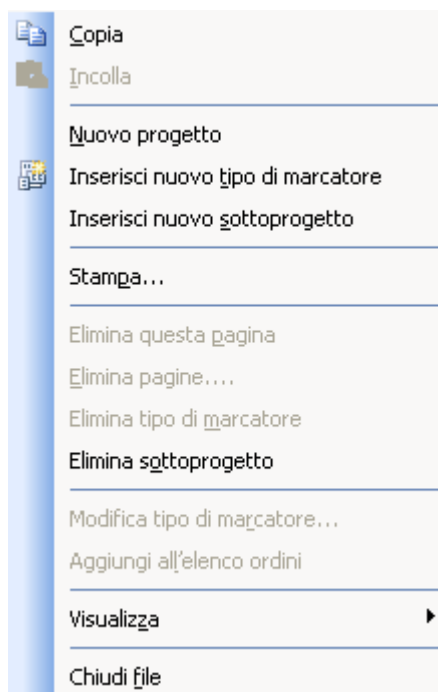 Copia
Incolla
Nuovo progetto
Inserisci nuovo tipo di marcatore
Inserisci nuovo sottoprogetto
Stampa...
Elimina questa pagina
Elimina pagine....
Elimina tipo di marcatore
Elimina sottoprogetto
Modifica tipo di marcatore...
Aggiungi all'elenco ordini
Visualizza
Chiudi file